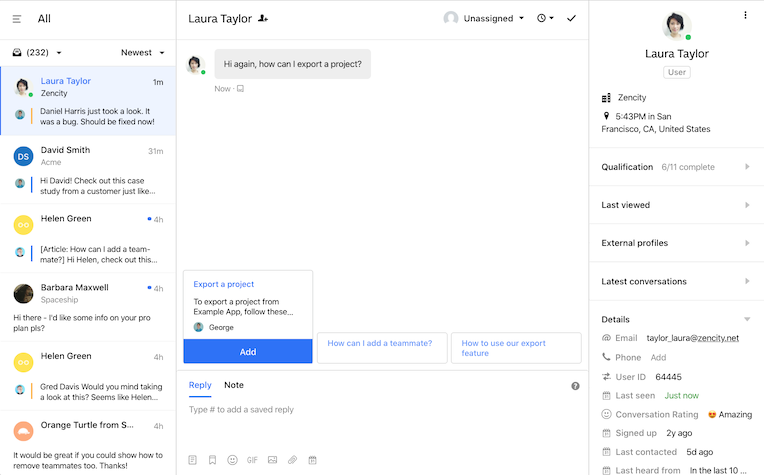 All
(232)
Newest
Laura Taylor
1m
Zencity
Daniel Harris just took a look. It
was a bug. Should be fixed now!
DS
David Smith
31m
Acme
Hi David! Check out this case
study from a customer just like...
Helen Green
4h
[Article: How can I add a team-
mate?] Hi Helen, check out this...
Barbara Maxwell
4h
Spaceship
Hi there - I'd like some info on your pro
plan pls?
Helen Green
4h
Gred Davis Would you mind taking
a look at this? Seems like Helen...
Orange Turtle from S...
4h
It would be great if you could show how to
remove teammates too. Thanks!
Laura Taylor
Unassigned
Hi again, how can I export a project?
Now ·
Export a project
To export a project from
Example App, follow these...
George
Add
How can I add a teammate?
How to use our export
feature
Reply
Note
?
Type # to add a saved reply
GIF
Laura Taylor
User
Zencity
5:43PM in San
Francisco, CA, United States
Qualification 6/11 complete
Last viewed
External profiles
Latest conversations
Details
@ Email taylor_laura@zencity.net
Phone Add
User ID 64445
Last seen Just now
Conversation Rating 😍 Amazing
Signed up 2y ago
Last contacted 5d ago
Last heard from In the last 10 ...